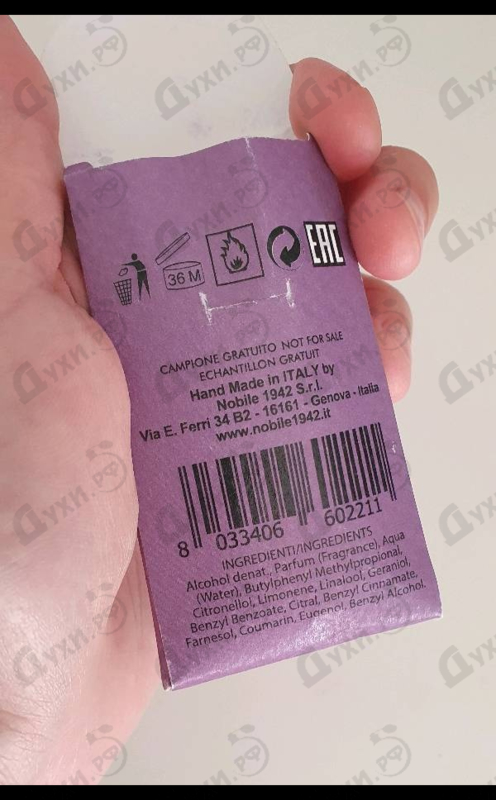 36 M
EAC
CAMPIONE GRATUITO NOT FOR SALE
ECHANTILLON GRATUIT
Hand Made in ITALY by
Nobile 1942 S.r.l.
Via E. Ferri 34 B2 - 16161 - Genova - Italia
www.nobile1942.it
8 033406 602211
INGREDIENTI/INGREDIENTS
Alcohol denat., Parfum (Fragrance), Aqua
(Water), Butylphenyl Methylpropional,
Citronellol, Limonene, Linalool, Geraniol,
Benzyl Benzoate, Citral, Benzyl Cinnamate,
Farnesol, Coumarin, Eugenol, Benzyl Alcohol.
Духи.рф